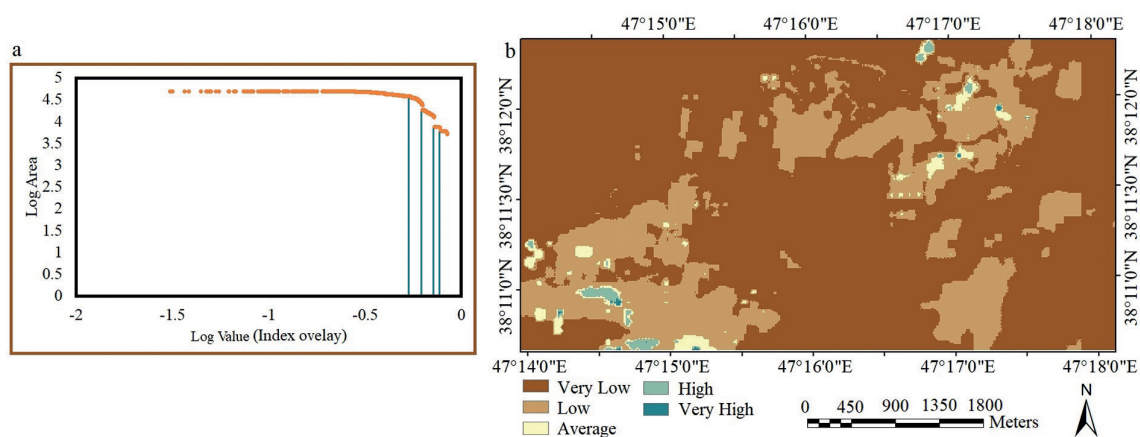 a
5
4.5
4
3.5
3
2.5
2
1.5
1
0.5
0
Log Area
-2 -1.5 -1 -0.5 0
Log Value (Index ovelay)
b
47°15'0"E 47°16'0"E 47°17'0"E 47°18'0"E
38°12'0"N
38°11'30"N
38°11'0"N
38°12'0"N
38°11'30"N
38°11'0"N
47°14'0"E 47°15'0"E 47°16'0"E 47°17'0"E 47°18'0"E
Very Low
Low
Average
High
Very High
0 450 900 1350 1800
Meters
N